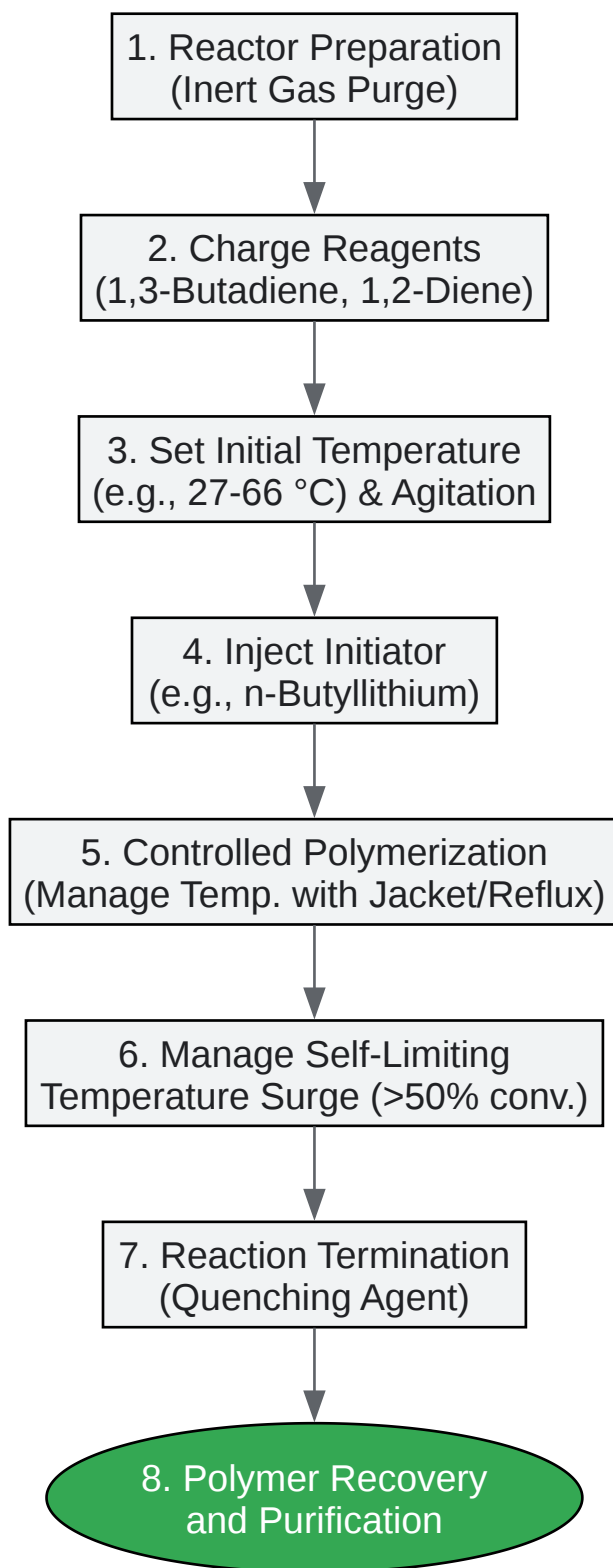 1. Reactor Preparation
(Inert Gas Purge)
2. Charge Reagents
(1,3-Butadiene, 1,2-Diene)
3. Set Initial Temperature
(e.g., 27-66 °C) & Agitation
4. Inject Initiator
(e.g., n-Butyllithium)
5. Controlled Polymerization
(Manage Temp. with Jacket/Reflux)
6. Manage Self-Limiting
Temperature Surge (>50% conv.)
7. Reaction Termination
(Quenching Agent)
8. Polymer Recovery
and Purification